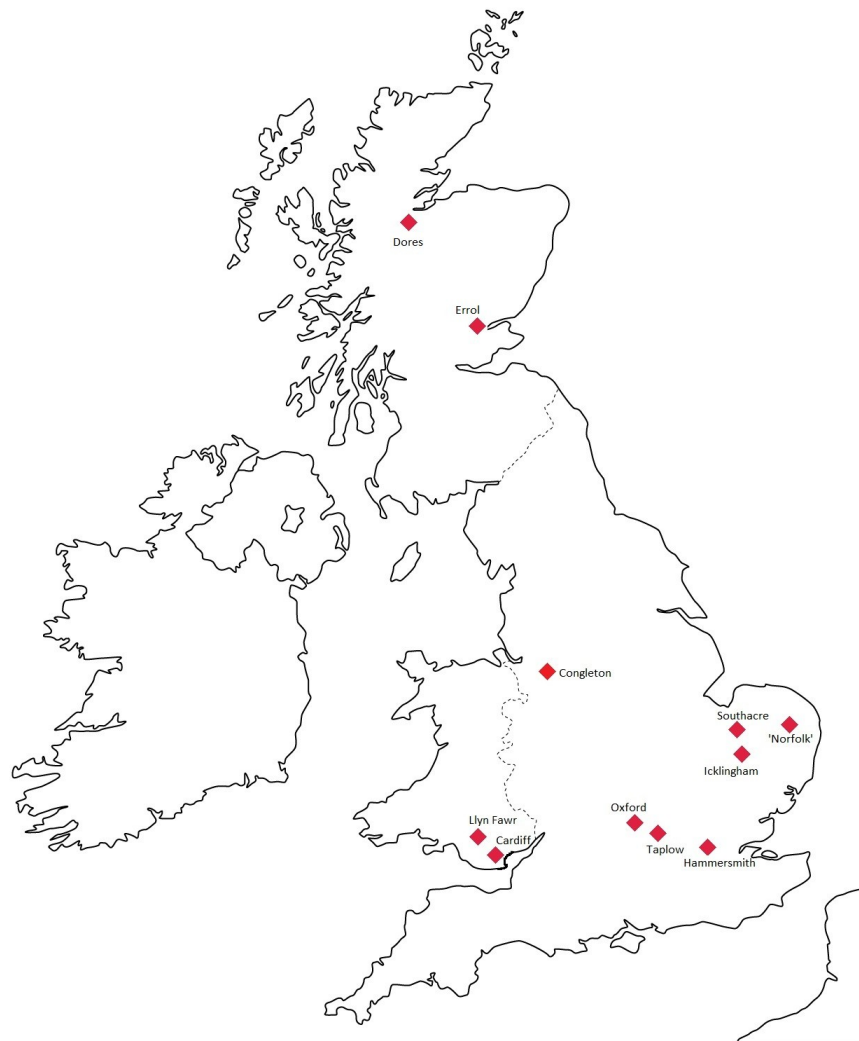 Dores
Errol
Congleton
Southacre
'Norfolk'
Icklingham
Oxford
Llyn Fawr
Cardiff
Taplow
Hammersmith